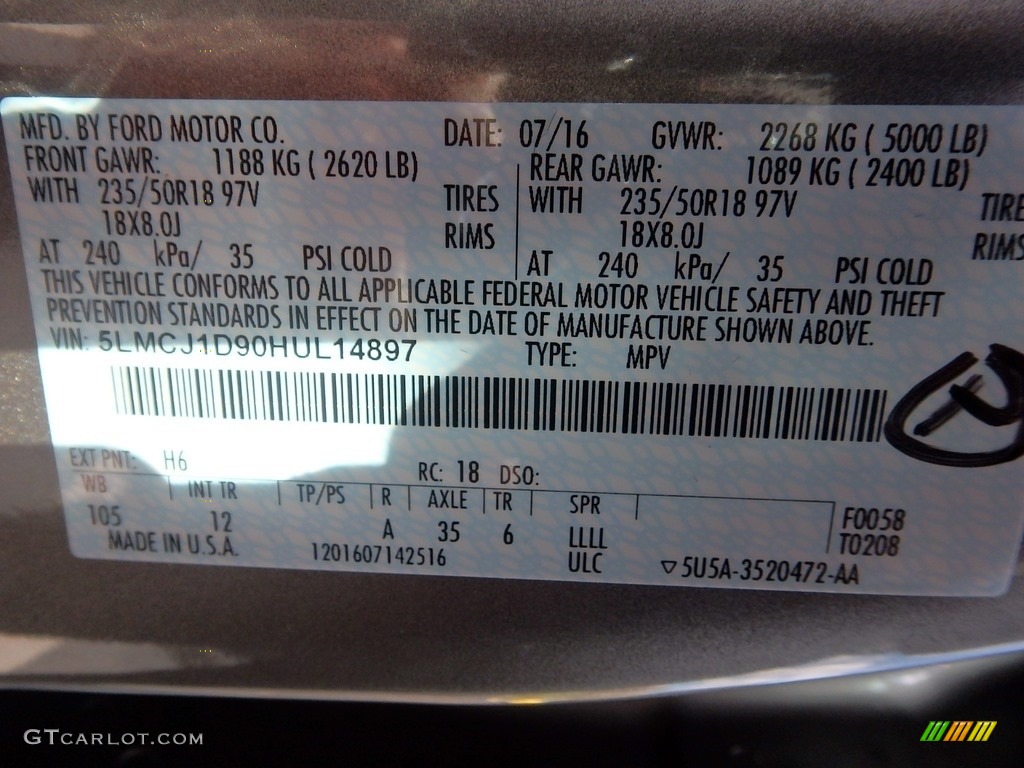 MFD. BY FORD MOTOR CO. DATE: 07/16 GVWR: 2268 KG ( 5000 LB)
FRONT GAWR: 1188 KG ( 2620 LB) REAR GAWR: 1089 KG ( 2400 LB)
WITH 235/50R18 97V TIRES WITH 235/50R18 97V TIRE
18X8.0J RIMS 18X8.0J RIMS
AT 240 kPa/ 35 PSI COLD AT 240 kPa/ 35 PSI COLD
THIS VEHICLE CONFORMS TO ALL APPLICABLE FEDERAL MOTOR VEHICLE SAFETY AND THEFT
PREVENTION STANDARDS IN EFFECT ON THE DATE OF MANUFACTURE SHOWN ABOVE.
VIN: 5LMCJ1D90HUL14897 TYPE: MPV
EXT PNT: H6 RC: 18 DSO:
WB INT TR TP/PS R AXLE TR SPR
105 12 A 35 6 LLLL F0058
MADE IN U.S.A. 1201607142516 ULC T0208
▽5U5A-3520472-AA
GTCARLOT.COM